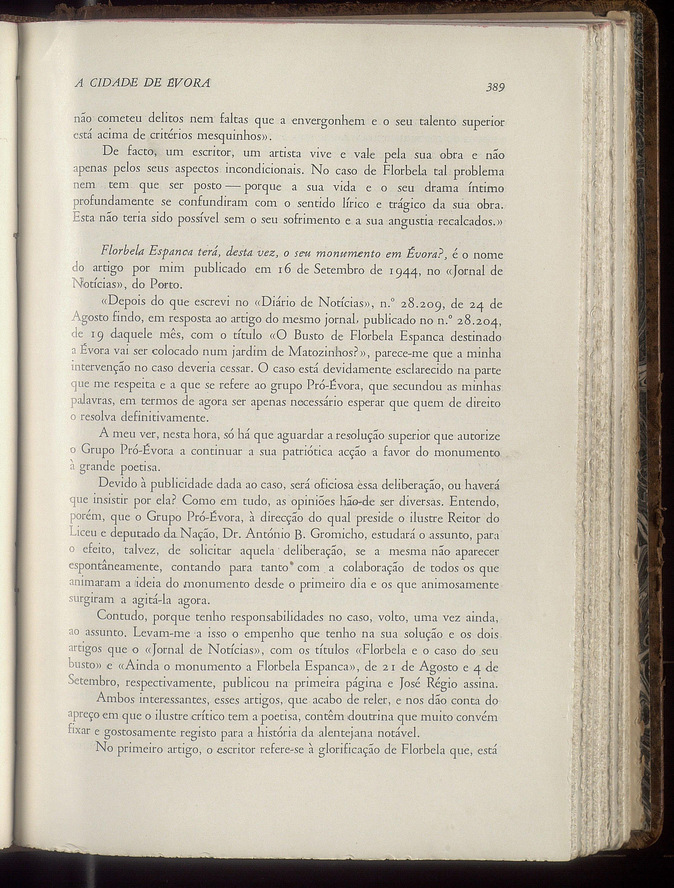 A CIDADE DE ÉVORA 389
não cometeu delitos nem faltas que a envergonhem e o seu talento superior
está acima de critérios mesquinhos».
De facto, um escritor, um artista vive e vale pela sua obra e não
apenas pelos seus aspectos incondicionais. No caso de Florbela tal problema
nem tem que ser posto — porque a sua vida e o seu drama íntimo
profundamente se confundiram com o sentido lírico e trágico da sua obra.
Esta não teria sido possível sem o seu sofrimento e a sua angustia recalcados.»
Florbela Espanca terá, desta vez, o seu monumento em Évora?, é o nome
do artigo por mim publicado em 16 de Setembro de 1944, no «Jornal de
Notícias», do Porto.
«Depois do que escrevi no «Diário de Notícias», n.º 28.209, de 24 de
Agosto findo, em resposta ao artigo do mesmo jornal, publicado no n.º 28.204,
de 19 daquele mês, com o título «O Busto de Florbela Espanca destinado
a Évora vai ser colocado num jardim de Matozinhos?», parece-me que a minha
intervenção no caso deveria cessar. O caso está devidamente esclarecido na parte
que me respeita e a que se refere ao grupo Pró-Évora, que secundou as minhas
palavras, em termos de agora ser apenas necessário esperar que quem de direito
o resolva definitivamente.
A meu ver, nesta hora, só há que aguardar a resolução superior que autorize
o Grupo Pró-Évora a continuar a sua patriótica acção a favor do monumento
à grande poetisa.
Devido à publicidade dada ao caso, será oficiosa essa deliberação, ou haverá
que insistir por ela? Como em tudo, as opiniões hão-de ser diversas. Entendo,
porém, que o Grupo Pró-Évora, à direcção do qual preside o ilustre Reitor do
Liceu e deputado da Nação, Dr. António B. Gromicho, estudará o assunto, para
o efeito, talvez, de solicitar aquela deliberação, se a mesma não aparecer
espontâneamente, contando para tanto com a colaboração de todos os que
animaram a ideia do monumento desde o primeiro dia e os que animosamente
surgiram a agitá-la agora.
Contudo, porque tenho responsabilidades no caso, volto, uma vez ainda,
ao assunto. Levam-me a isso o empenho que tenho na sua solução e os dois
artigos que o «Jornal de Notícias», com os títulos «Florbela e o caso do seu
busto» e «Ainda o monumento a Florbela Espanca», de 21 de Agosto e 4 de
Setembro, respectivamente, publicou na primeira página e José Régio assina.
Ambos interessantes, esses artigos, que acabo de reler, e nos dão conta do
apreço em que o ilustre crítico tem a poetisa, contêm doutrina que muito convém
fixar e gostosamente registo para a história da alentejana notável.
No primeiro artigo, o escritor refere-se à glorificação de Florbela que, está